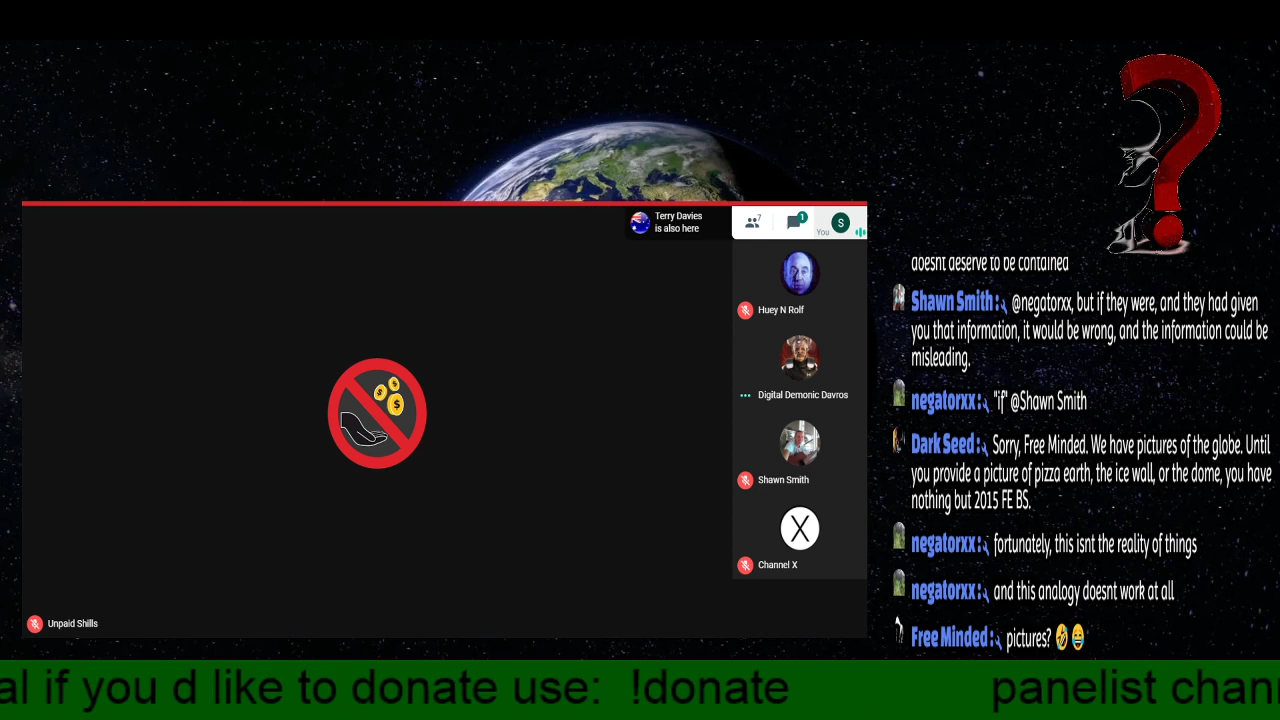 Terry Davies
is also here
7
1
You
S
Huey N Rolf
Digital Demonic Davros
Shawn Smith
X
Channel X
Unpaid Shills
doesnt deserve to be contained
Shawn Smith: @negatorxx, but if they were, and they had given
you that information, it would be wrong, and the information could be
misleading.
negatorxx: "if" @Shawn Smith
Dark Seed: Sorry, Free Minded. We have pictures of the globe. Until
you provide a picture of pizza earth, the ice wall, or the dome, you have
nothing but 2015 FE BS.
negatorxx: fortunately, this isnt the reality of things
negatorxx: and this analogy doesnt work at all
Free Minded: pictures? 🤣😂
al if you d like to donate use: !donate panelist chan